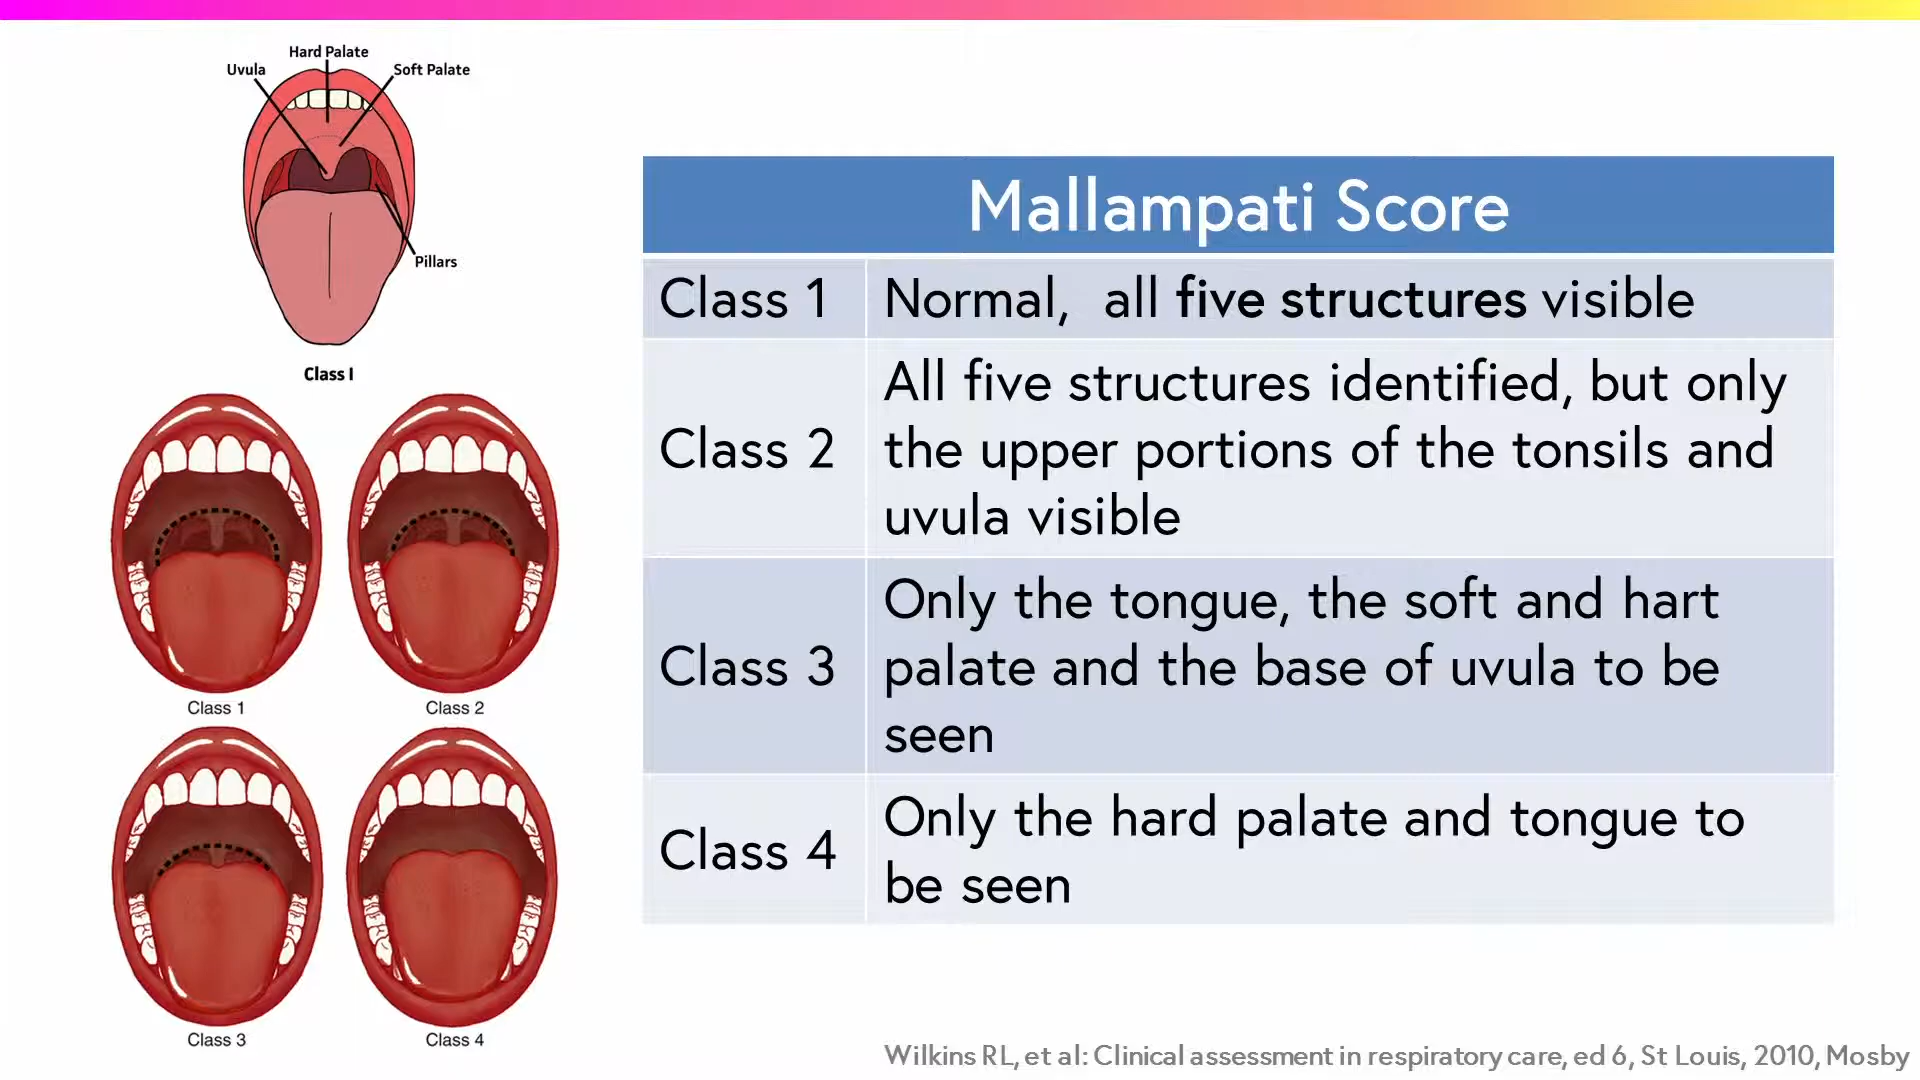 Hard Palate
Uvula
Soft Palate
Pillars
Class I
Class 1
Class 2
Class 3
Class 4
Mallampati Score
Class 1
Normal, all five structures visible
Class 2
All five structures identified, but only
the upper portions of the tonsils and
uvula visible
Class 3
Only the tongue, the soft and hart
palate and the base of uvula to be
seen
Class 4
Only the hard palate and tongue to
be seen
Wilkins RL, et al: Clinical assessment in respiratory care, ed 6, St Louis, 2010, Mosby